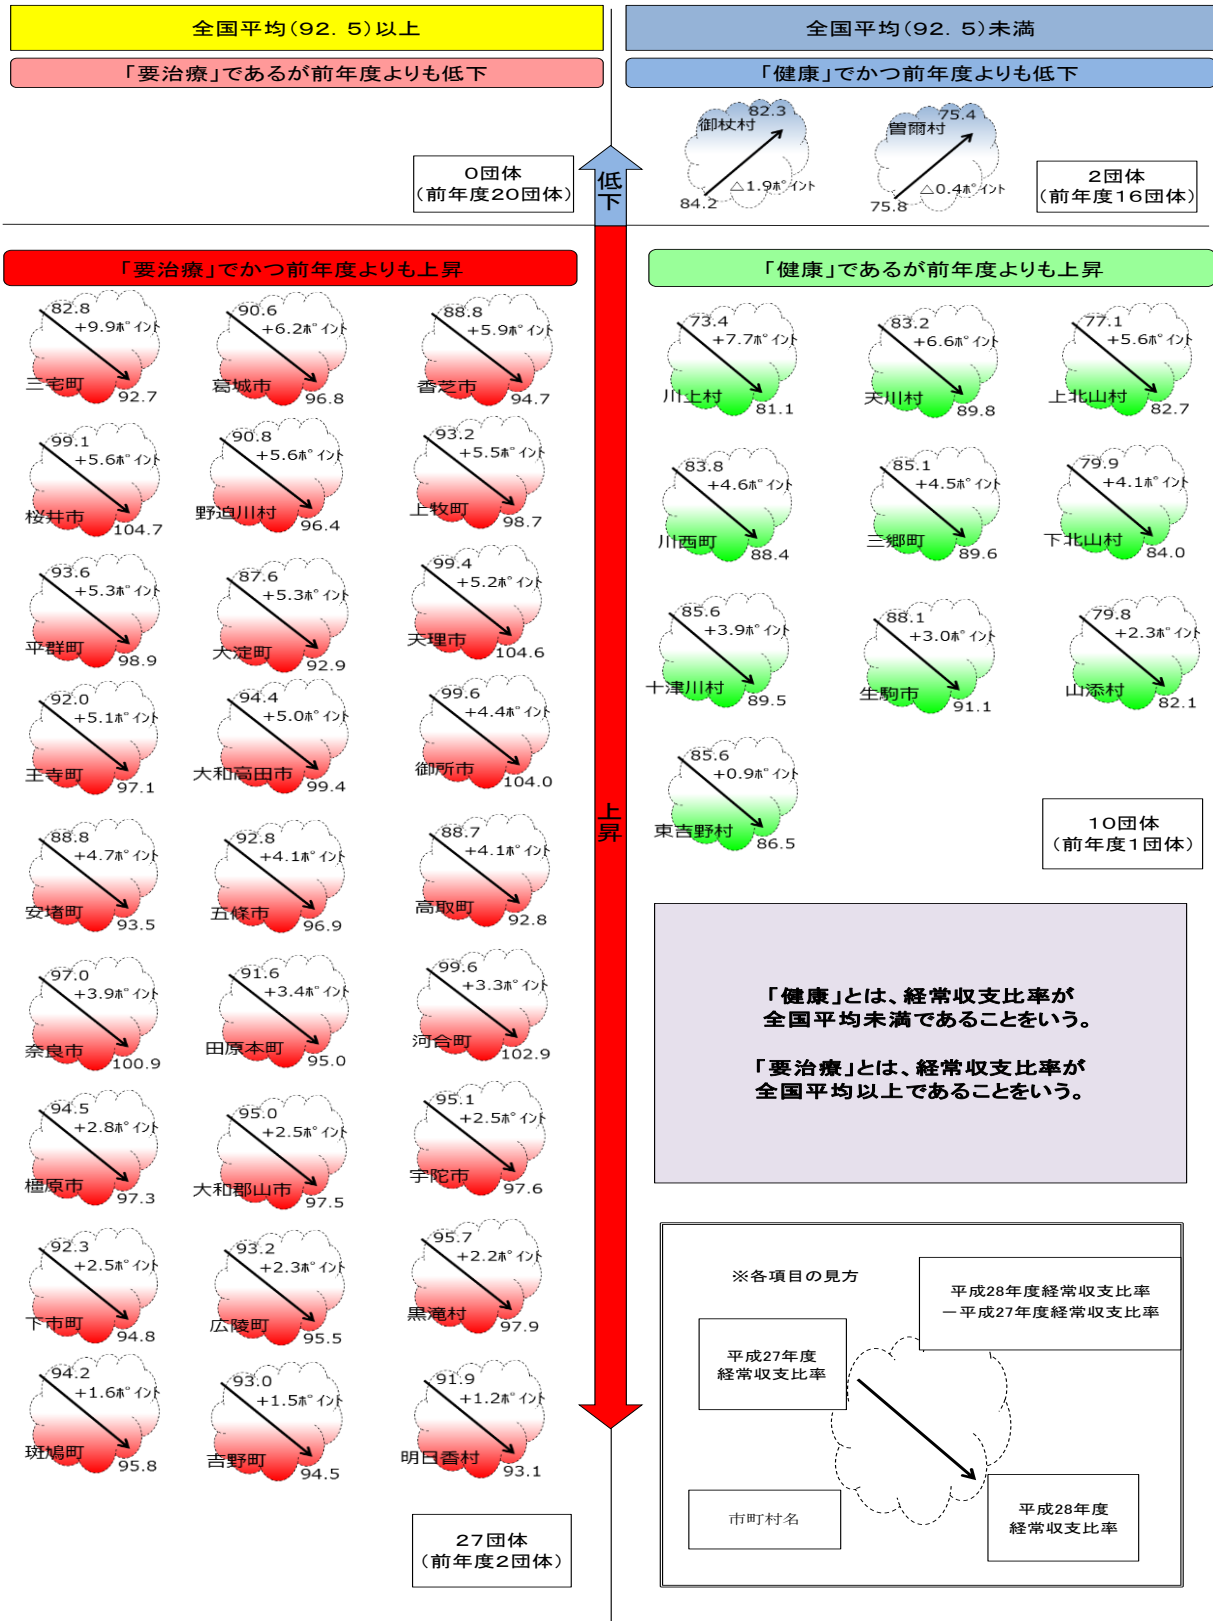 全国平均(92．5)以上
全国平均(92．5)未満
「要治療」であるが前年度よりも低下
「健康」でかつ前年度よりも低下
82.3
御杖村
△1.9ﾎﾟｲﾝﾄ
84.2
75.4
曽爾村
△0.4ﾎﾟｲﾝﾄ
75.8
0団体
(前年度20団体)
低下
2団体
(前年度16団体)
「要治療」でかつ前年度よりも上昇
「健康」であるが前年度よりも上昇
82.8
+9.9ﾎﾟｲﾝﾄ
三宅町
92.7
90.6
+6.2ﾎﾟｲﾝﾄ
葛城市
96.8
88.8
+5.9ﾎﾟｲﾝﾄ
香芝市
94.7
99.1
+5.6ﾎﾟｲﾝﾄ
桜井市
104.7
90.8
+5.6ﾎﾟｲﾝﾄ
野迫川村
96.4
93.2
+5.5ﾎﾟｲﾝﾄ
上牧町
98.7
93.6
+5.3ﾎﾟｲﾝﾄ
平群町
98.9
87.6
+5.3ﾎﾟｲﾝﾄ
大淀町
92.9
99.4
+5.2ﾎﾟｲﾝﾄ
天理市
104.6
92.0
+5.1ﾎﾟｲﾝﾄ
王寺町
97.1
94.4
+5.0ﾎﾟｲﾝﾄ
大和高田市
99.4
99.6
+4.4ﾎﾟｲﾝﾄ
御所市
104.0
88.8
+4.7ﾎﾟｲﾝﾄ
安堵町
93.5
92.8
+4.1ﾎﾟｲﾝﾄ
五條市
96.9
88.7
+4.1ﾎﾟｲﾝﾄ
高取町
92.8
97.0
+3.9ﾎﾟｲﾝﾄ
奈良市
100.9
91.6
+3.4ﾎﾟｲﾝﾄ
田原本町
95.0
99.6
+3.3ﾎﾟｲﾝﾄ
河合町
102.9
94.5
+2.8ﾎﾟｲﾝﾄ
橿原市
97.3
95.0
+2.5ﾎﾟｲﾝﾄ
大和郡山市
97.5
95.1
+2.5ﾎﾟｲﾝﾄ
宇陀市
97.6
92.3
+2.5ﾎﾟｲﾝﾄ
下市町
94.8
93.2
+2.3ﾎﾟｲﾝﾄ
広陵町
95.5
95.7
+2.2ﾎﾟｲﾝﾄ
黒滝村
97.9
94.2
+1.6ﾎﾟｲﾝﾄ
斑鳩町
95.8
93.0
+1.5ﾎﾟｲﾝﾄ
吉野町
94.5
91.9
+1.2ﾎﾟｲﾝﾄ
明日香村
93.1
27団体
(前年度2団体)
上昇
73.4
+7.7ﾎﾟｲﾝﾄ
川上村
81.1
83.2
+6.6ﾎﾟｲﾝﾄ
天川村
89.8
77.1
+5.6ﾎﾟｲﾝﾄ
上北山村
82.7
83.8
+4.6ﾎﾟｲﾝﾄ
川西町
88.4
85.1
+4.5ﾎﾟｲﾝﾄ
三郷町
89.6
79.9
+4.1ﾎﾟｲﾝﾄ
下北山村
84.0
85.6
+3.9ﾎﾟｲﾝﾄ
十津川村
89.5
88.1
+3.0ﾎﾟｲﾝﾄ
生駒市
91.1
79.8
+2.3ﾎﾟｲﾝﾄ
山添村
82.1
85.6
+0.9ﾎﾟｲﾝﾄ
東吉野村
86.5
10団体
(前年度1団体)
「健康」とは、経常収支比率が
全国平均未満であることをいう。
「要治療」とは、経常収支比率が
全国平均以上であることをいう。
※各項目の見方
平成28年度経常収支比率
－平成27年度経常収支比率
平成27年度
経常収支比率
市町村名
平成28年度
経常収支比率